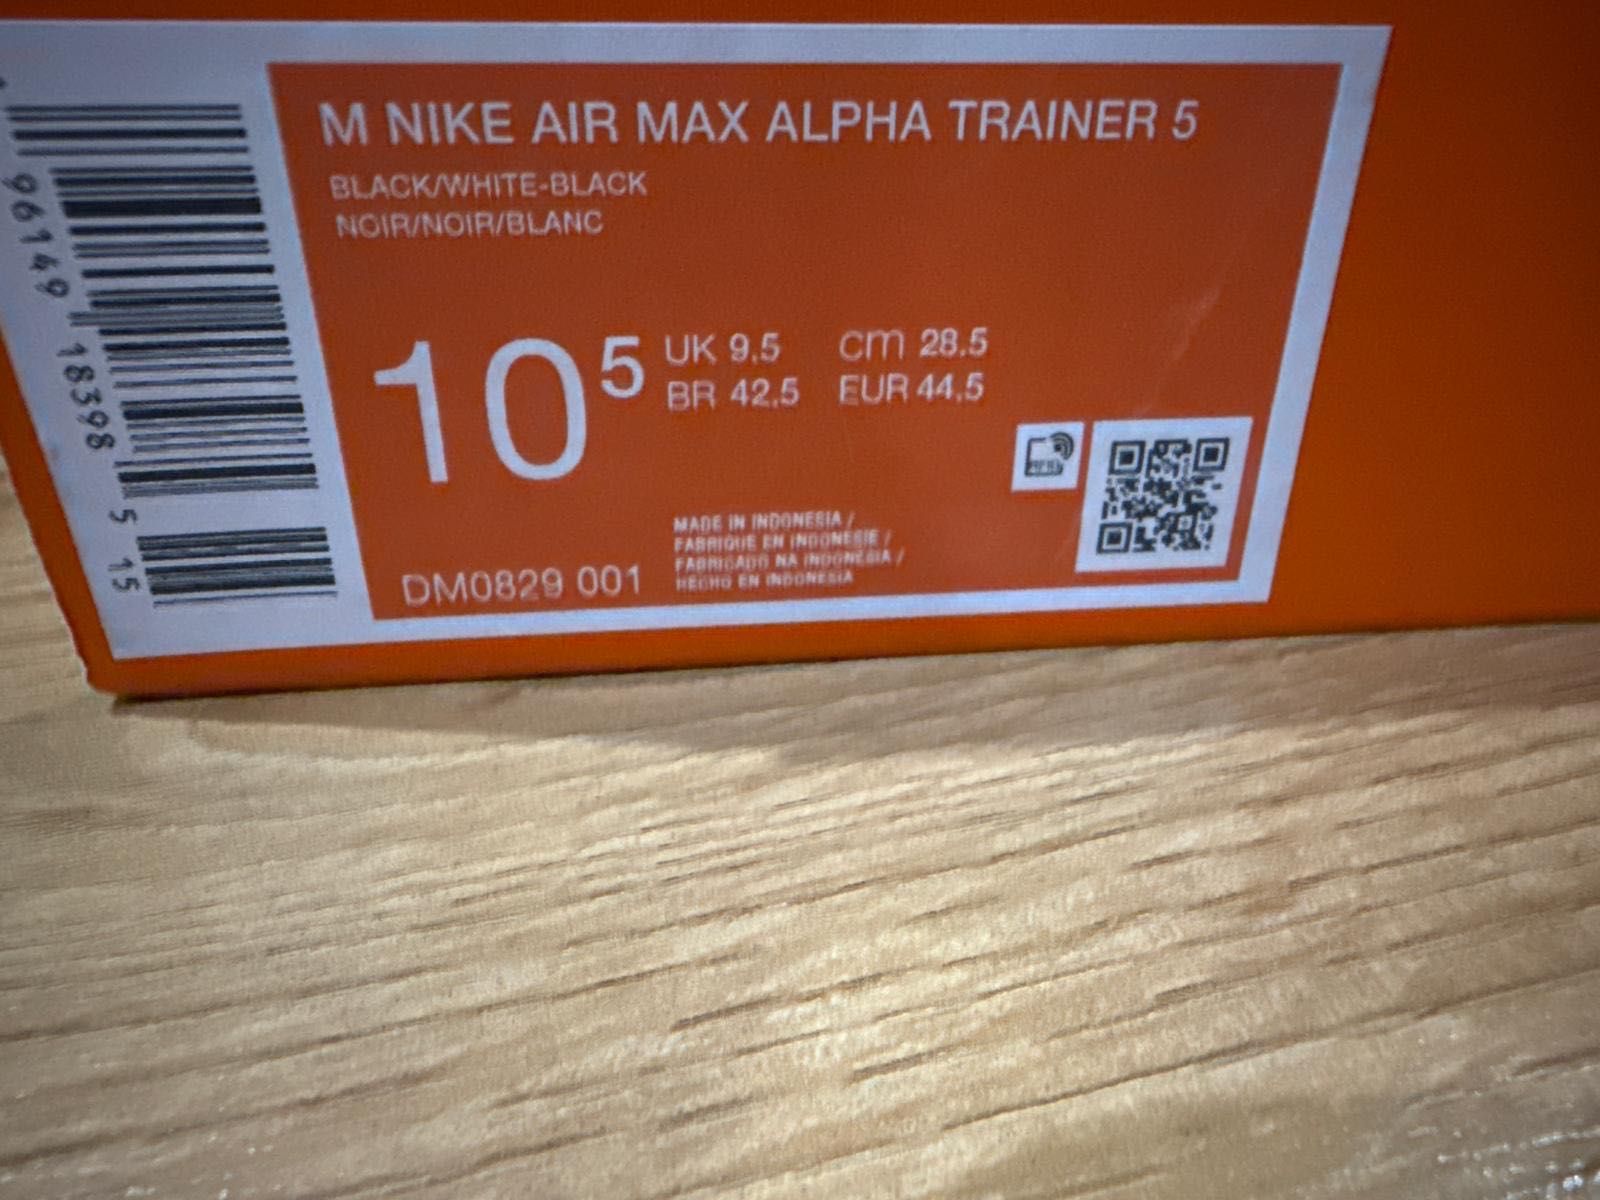 M NIKE AIR MAX ALPHA TRAINER 5
BLACK/WHITE-BLACK
NOIR/NOIR/BLANC
10 5
UK 9.5 cm 28.5
BR 42.5 EUR 44.5
MADE IN INDONESIA /
FABRIQUE EN INDONESIE /
FABRICADO NA INDONESIA /
HECHO EN INDONESIA
DM0829 001
96149 18398 5 15